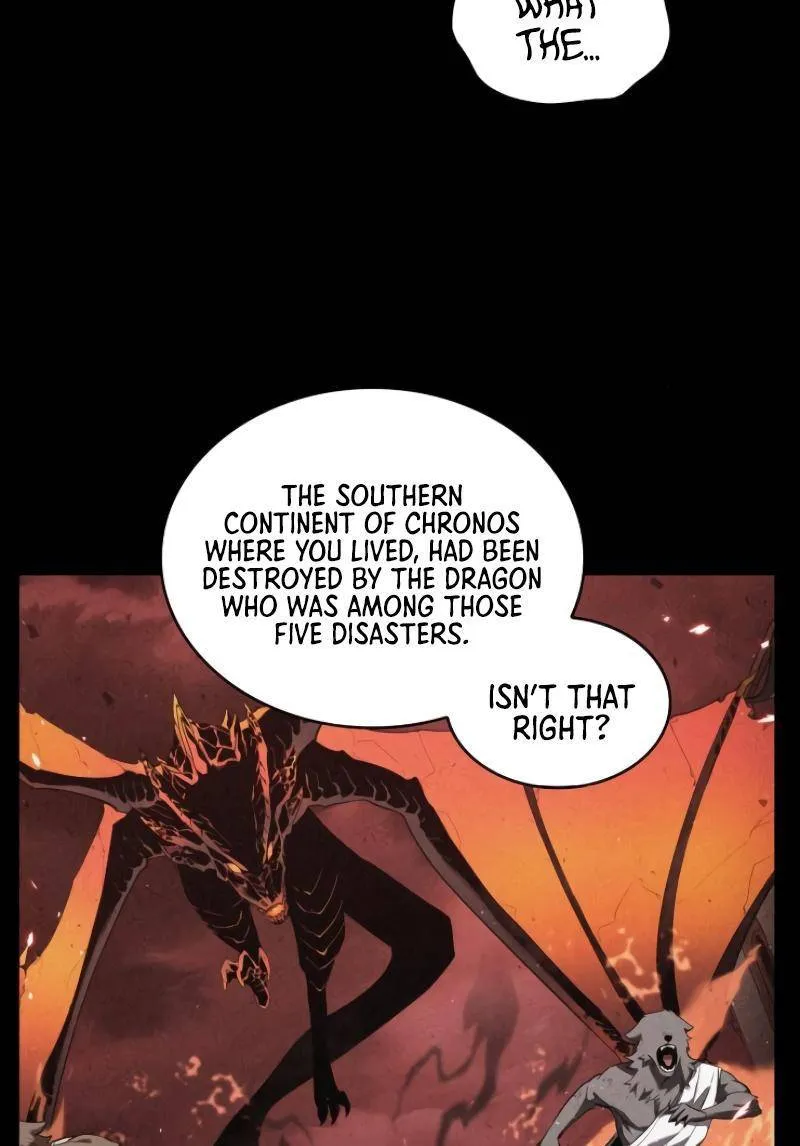 WHAT
THE...
THE SOUTHERN
CONTINENT OF CHRONOS
WHERE YOU LIVED, HAD BEEN
DESTROYED BY THE DRAGON
WHO WAS AMONG THOSE
FIVE DISASTERS.
ISN'T THAT
RIGHT?